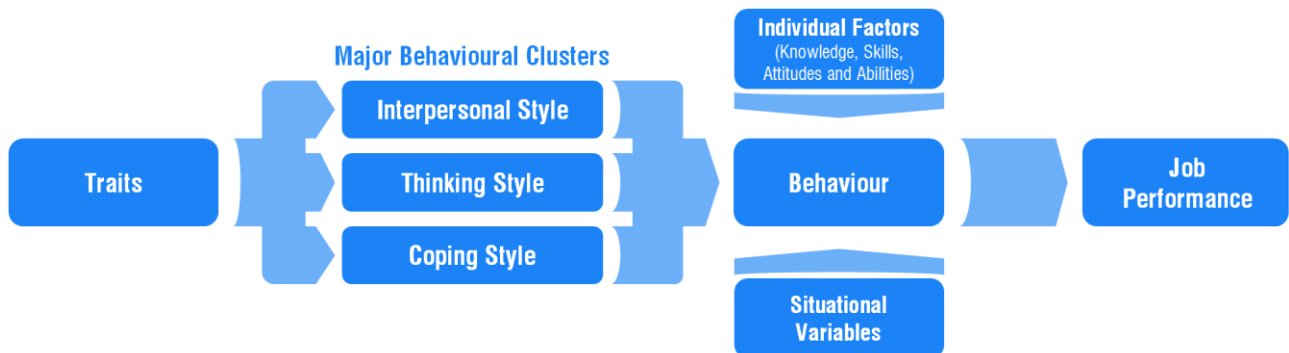 Major Behavioural Clusters
Traits
Interpersonal Style
Thinking Style
Coping Style
Individual Factors
(Knowledge, Skills,
Attitudes and Abilities)
Behaviour
Situational
Variables
Job
Performance